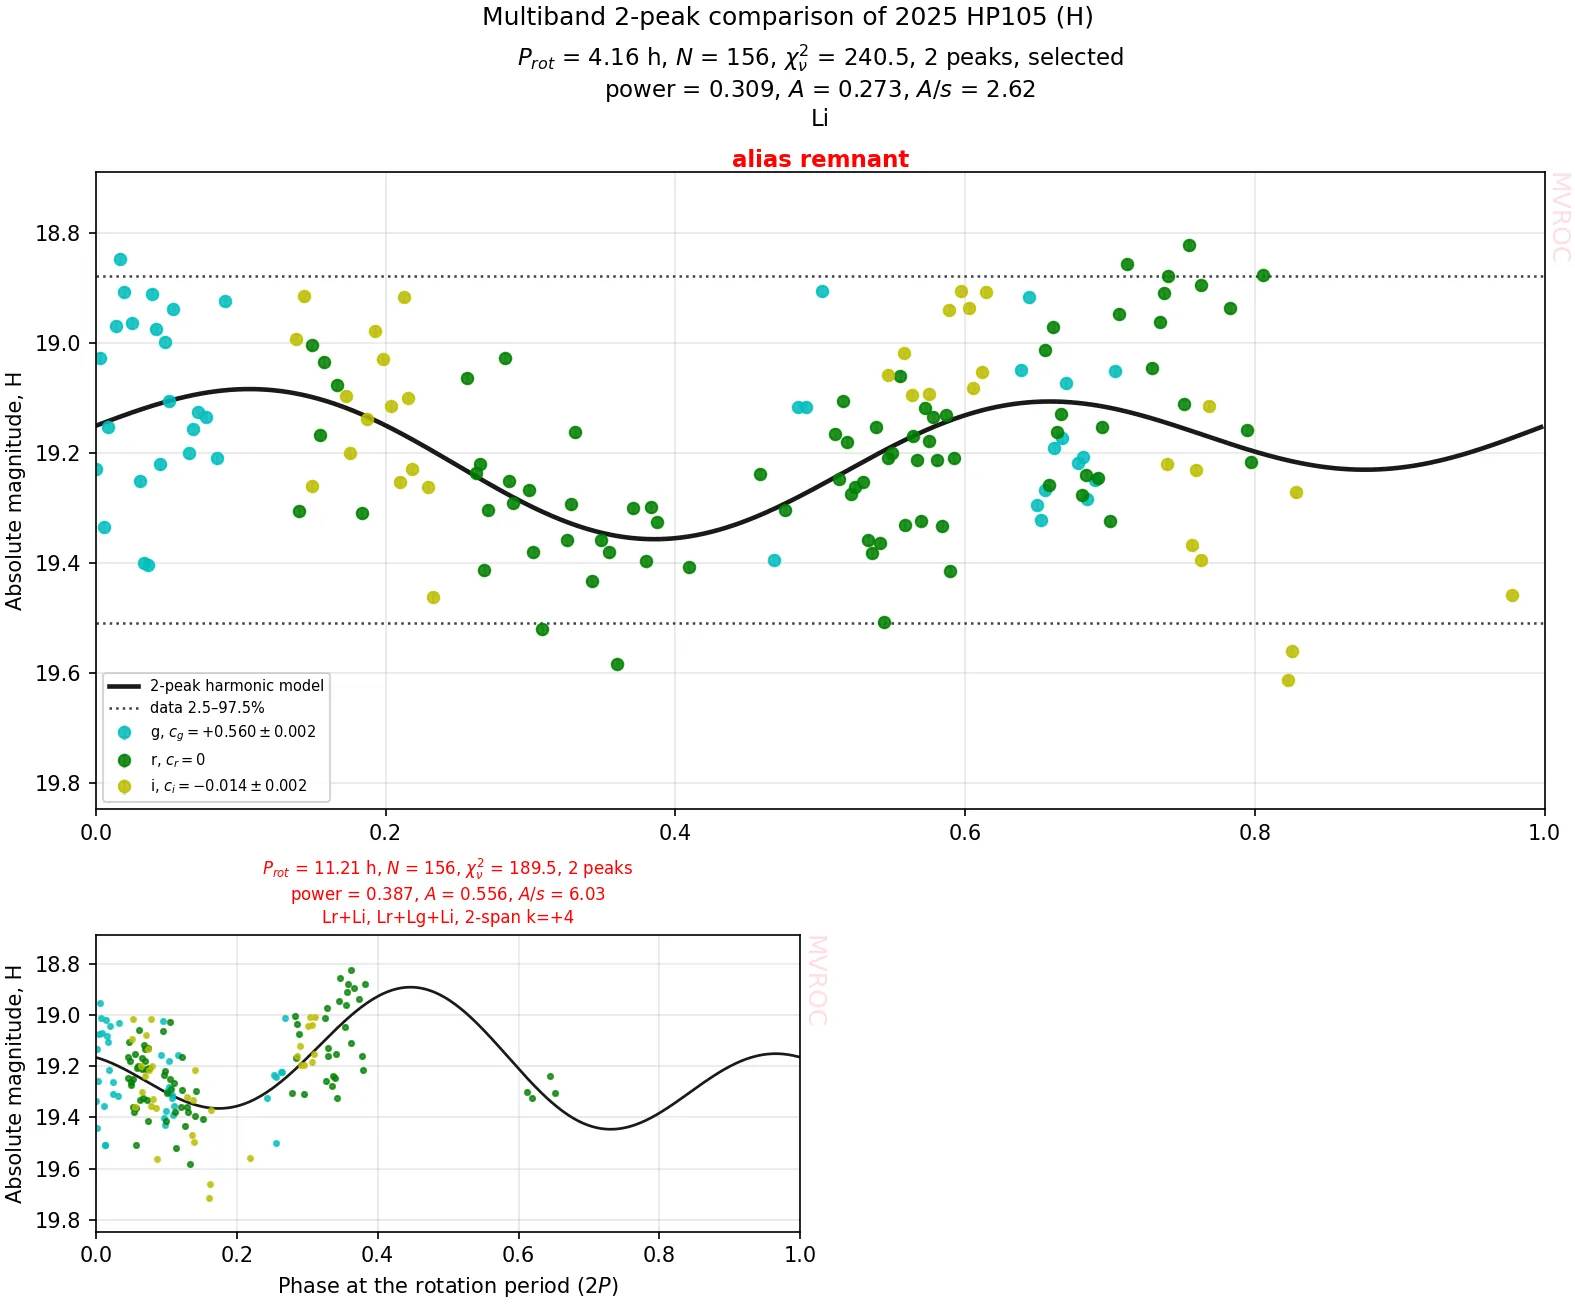 Multiband 2-peak comparison of 2025 HP105 (H)
P_rot = 4.16 h, N = 156, χ²_ν = 240.5, 2 peaks, selected
power = 0.309, A = 0.273, A/s = 2.62
Li
alias remnant
MVROC
Absolute magnitude, H
18.8
19.0
19.2
19.4
19.6
19.8
2-peak harmonic model
data 2.5–97.5%
g, c_g = +0.560 ± 0.002
r, c_r = 0
i, c_i = −0.014 ± 0.002
0.0 0.2 0.4 0.6 0.8 1.0
P_rot = 11.21 h, N = 156, χ²_ν = 189.5, 2 peaks
power = 0.387, A = 0.556, A/s = 6.03
Lr+Li, Lr+Lg+Li, 2-span k=+4
MVROC
Absolute magnitude, H
18.8
19.0
19.2
19.4
19.6
19.8
0.0 0.2 0.4 0.6 0.8 1.0
Phase at the rotation period (2P)